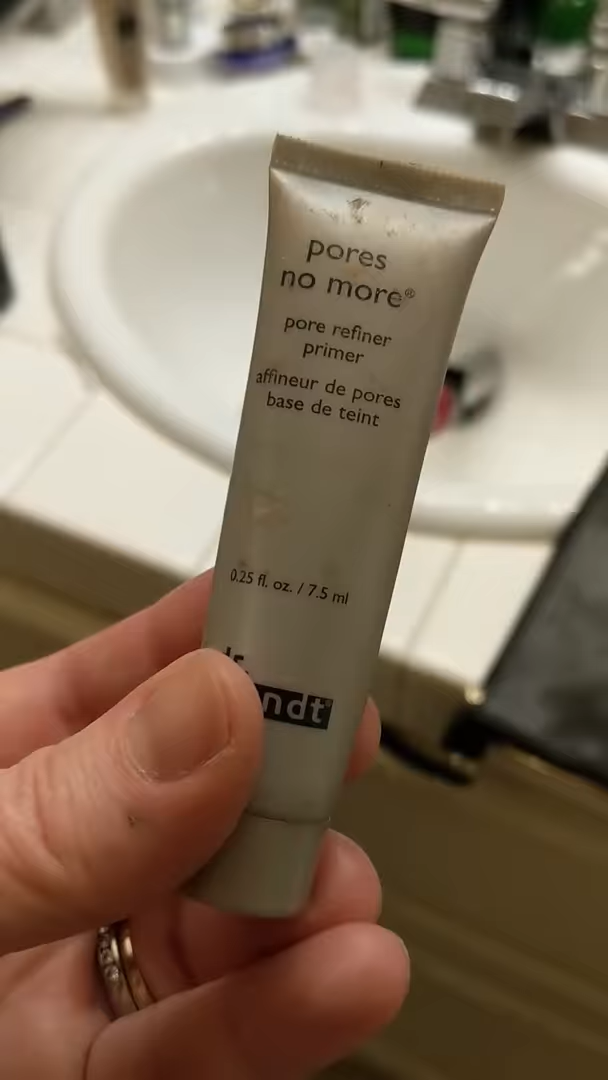 pores
no more®
pore refiner
primer
affineur de pores
base de teint
0.25 fl. oz. / 7.5 ml